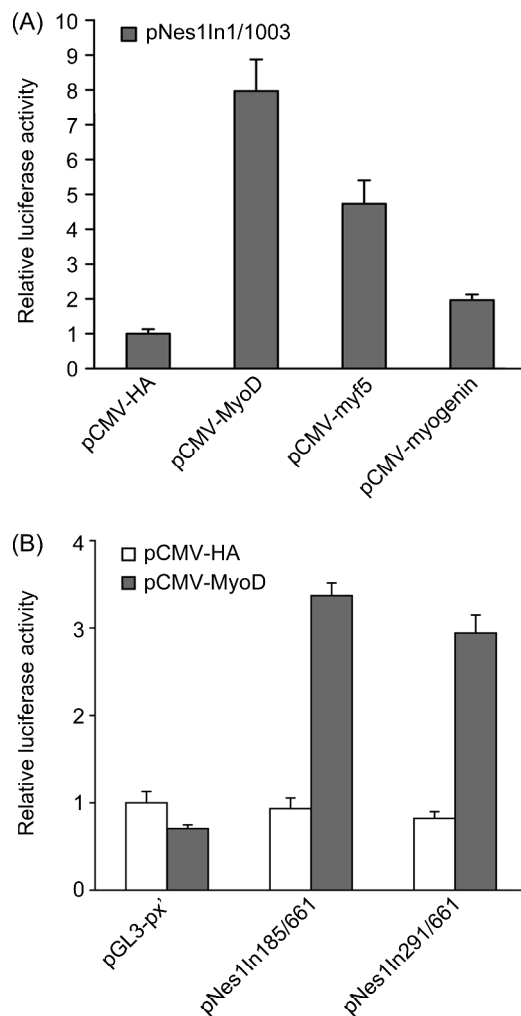 (A)
pNes1In1/1003
Relative luciferase activity
10
9
8
7
6
5
4
3
2
1
0
pCMV-HA
pCMV-MyoD
pCMV-myf5
pCMV-myogenin
(B)
pCMV-HA
pCMV-MyoD
Relative luciferase activity
4
3
2
1
0
pGL3-px'
pNes1In185/661
pNes1In291/661